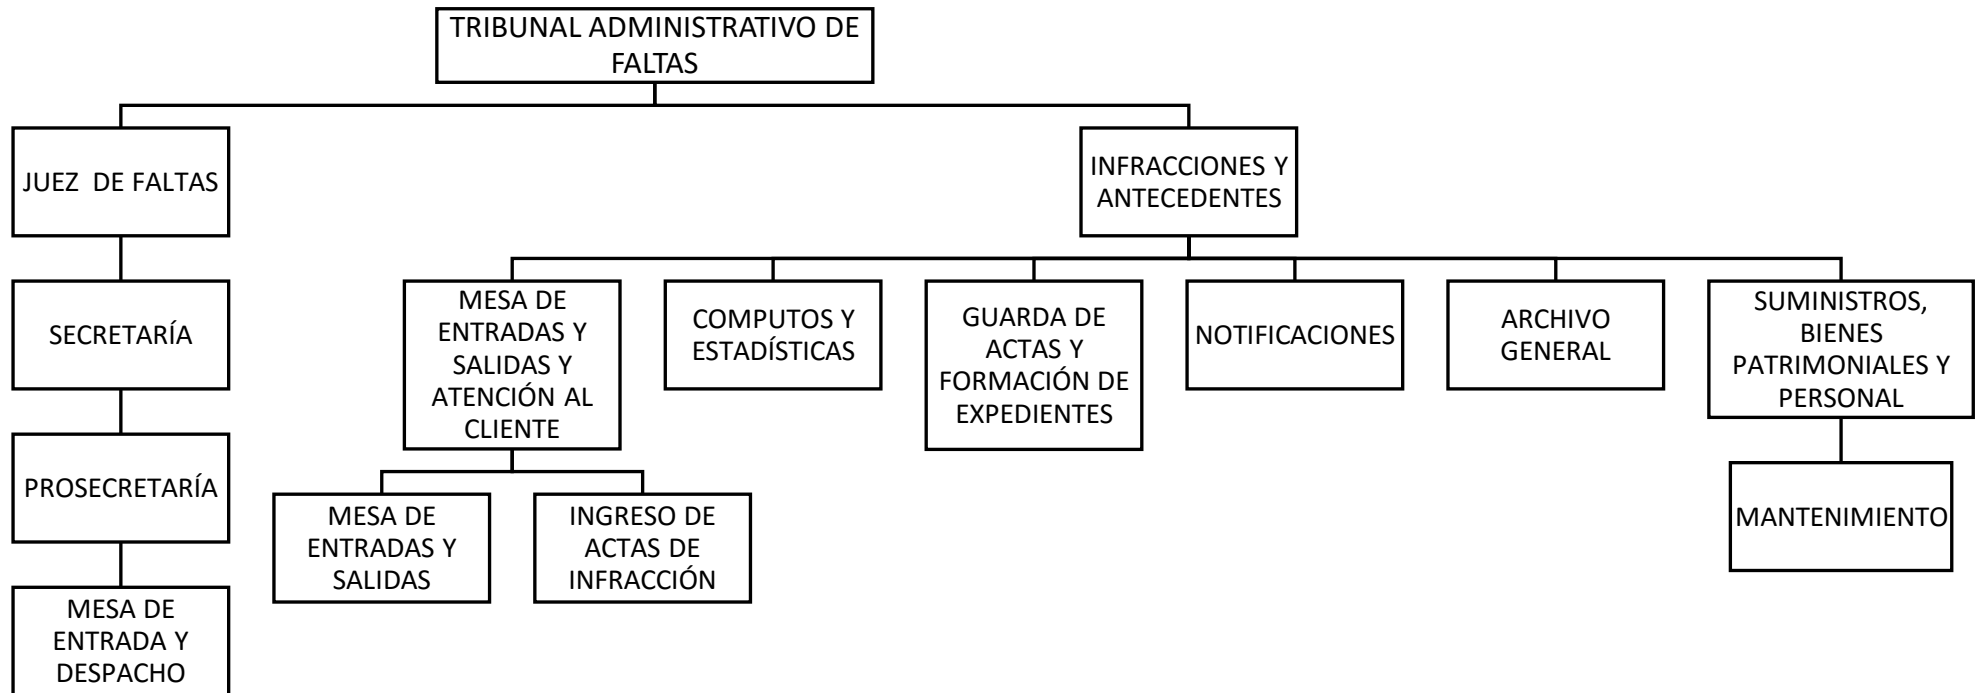 TRIBUNAL ADMINISTRATIVO DE
FALTAS
JUEZ DE FALTAS
INFRACCIONES Y
ANTECEDENTES
SECRETARÍA
MESA DE
ENTRADAS Y
SALIDAS Y
ATENCIÓN AL
CLIENTE
COMPUTOS Y
ESTADÍSTICAS
GUARDA DE
ACTAS Y
FORMACIÓN DE
EXPEDIENTES
NOTIFICACIONES
ARCHIVO
GENERAL
SUMINISTROS,
BIENES
PATRIMONIALES Y
PERSONAL
PROSECRETARÍA
MESA DE
ENTRADAS Y
SALIDAS
INGRESO DE
ACTAS DE
INFRACCIÓN
MANTENIMIENTO
MESA DE
ENTRADA Y
DESPACHO